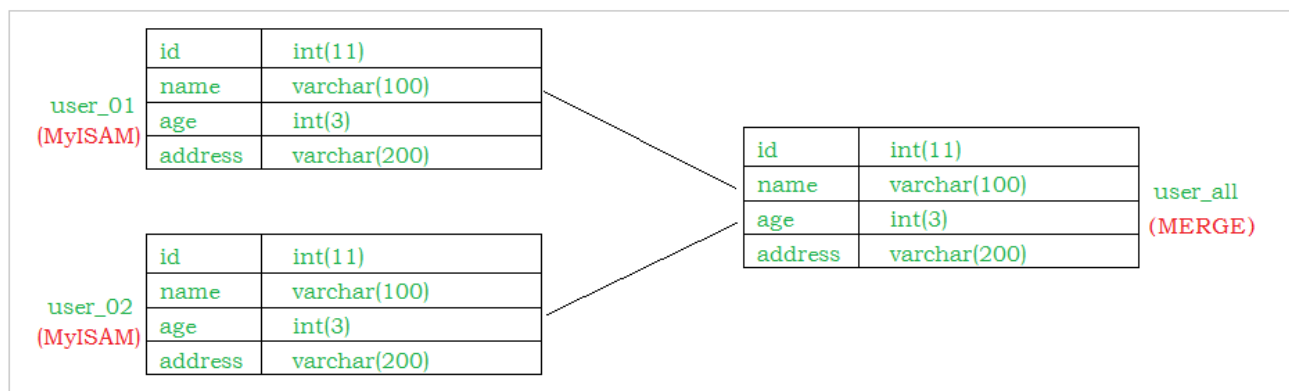 user_01
(MyISAM)
id int(11)
name varchar(100)
age int(3)
address varchar(200)
user_02
(MyISAM)
id int(11)
name varchar(100)
age int(3)
address varchar(200)
id int(11)
name varchar(100)
age int(3)
address varchar(200)
user_all
(MERGE)